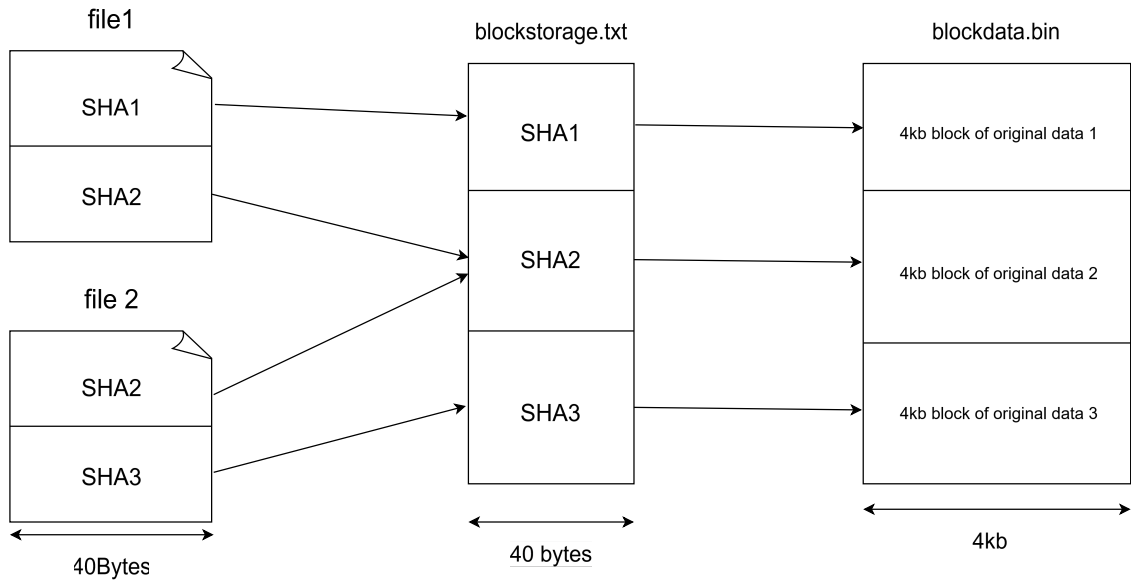 file1
SHA1
SHA2
file 2
SHA2
SHA3
40Bytes
blockstorage.txt
SHA1
SHA2
SHA3
40 bytes
blockdata.bin
4kb block of original data 1
4kb block of original data 2
4kb block of original data 3
4kb